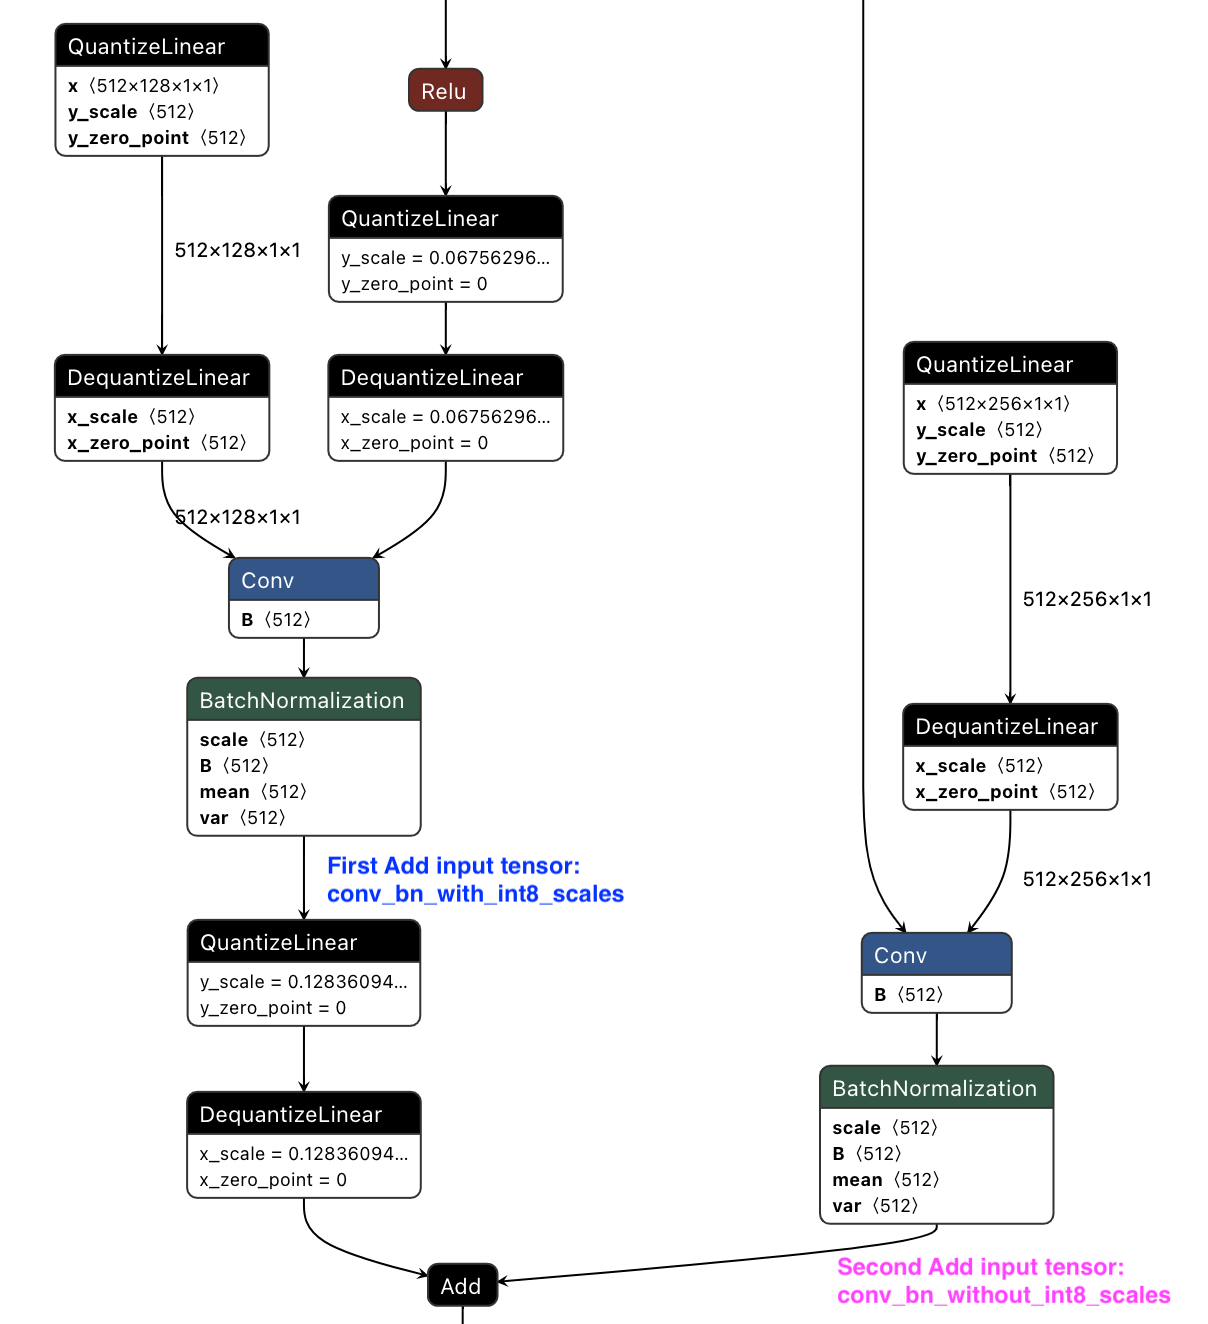 QuantizeLinear
x ⟨512×128×1×1⟩
y_scale ⟨512⟩
y_zero_point ⟨512⟩
Relu
512×128×1×1
QuantizeLinear
y_scale = 0.06756296…
y_zero_point = 0
DequantizeLinear
x_scale ⟨512⟩
x_zero_point ⟨512⟩
DequantizeLinear
x_scale = 0.06756296…
x_zero_point = 0
QuantizeLinear
x ⟨512×256×1×1⟩
y_scale ⟨512⟩
y_zero_point ⟨512⟩
512×128×1×1
Conv
B ⟨512⟩
512×256×1×1
BatchNormalization
scale ⟨512⟩
B ⟨512⟩
mean ⟨512⟩
var ⟨512⟩
DequantizeLinear
x_scale ⟨512⟩
x_zero_point ⟨512⟩
First Add input tensor:
conv_bn_with_int8_scales
512×256×1×1
QuantizeLinear
y_scale = 0.12836094…
y_zero_point = 0
Conv
B ⟨512⟩
DequantizeLinear
x_scale = 0.12836094…
x_zero_point = 0
BatchNormalization
scale ⟨512⟩
B ⟨512⟩
mean ⟨512⟩
var ⟨512⟩
Add
Second Add input tensor:
conv_bn_without_int8_scales